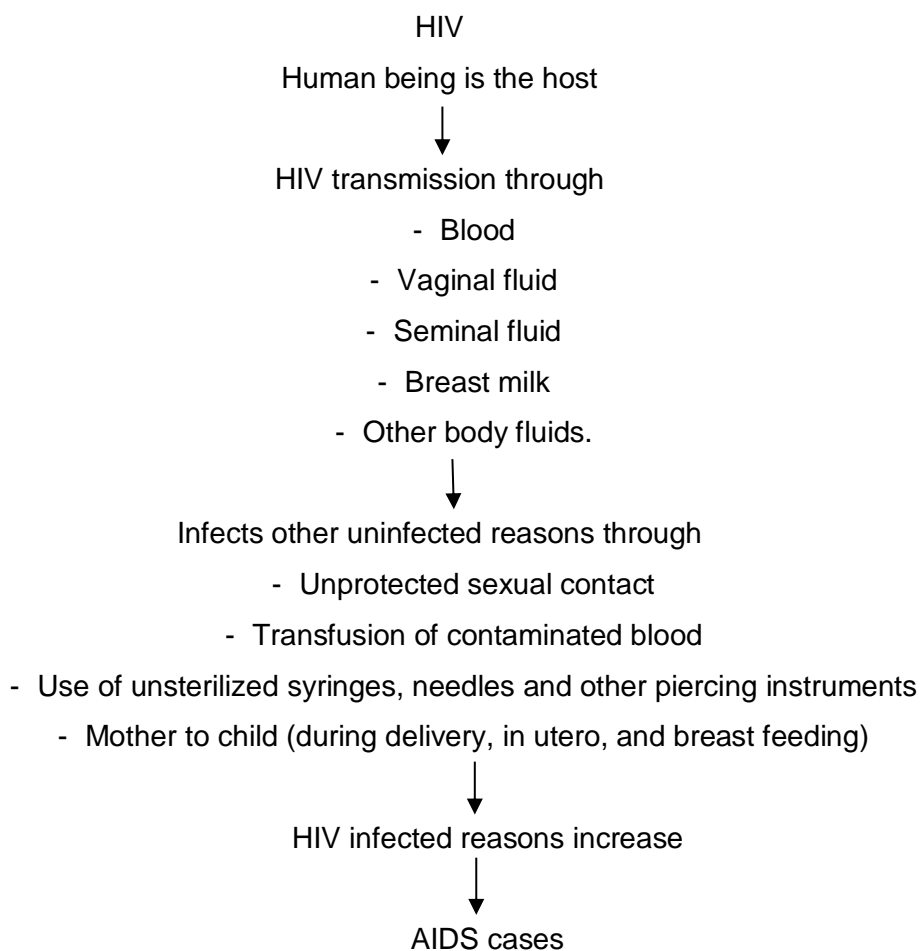 HIV
Human being is the host
HIV transmission through
- Blood
- Vaginal fluid
- Seminal fluid
- Breast milk
- Other body fluids.
Infects other uninfected reasons through
- Unprotected sexual contact
- Transfusion of contaminated blood
- Use of unsterilized syringes, needles and other piercing instruments
- Mother to child (during delivery, in utero, and breast feeding)
HIV infected reasons increase
AIDS cases